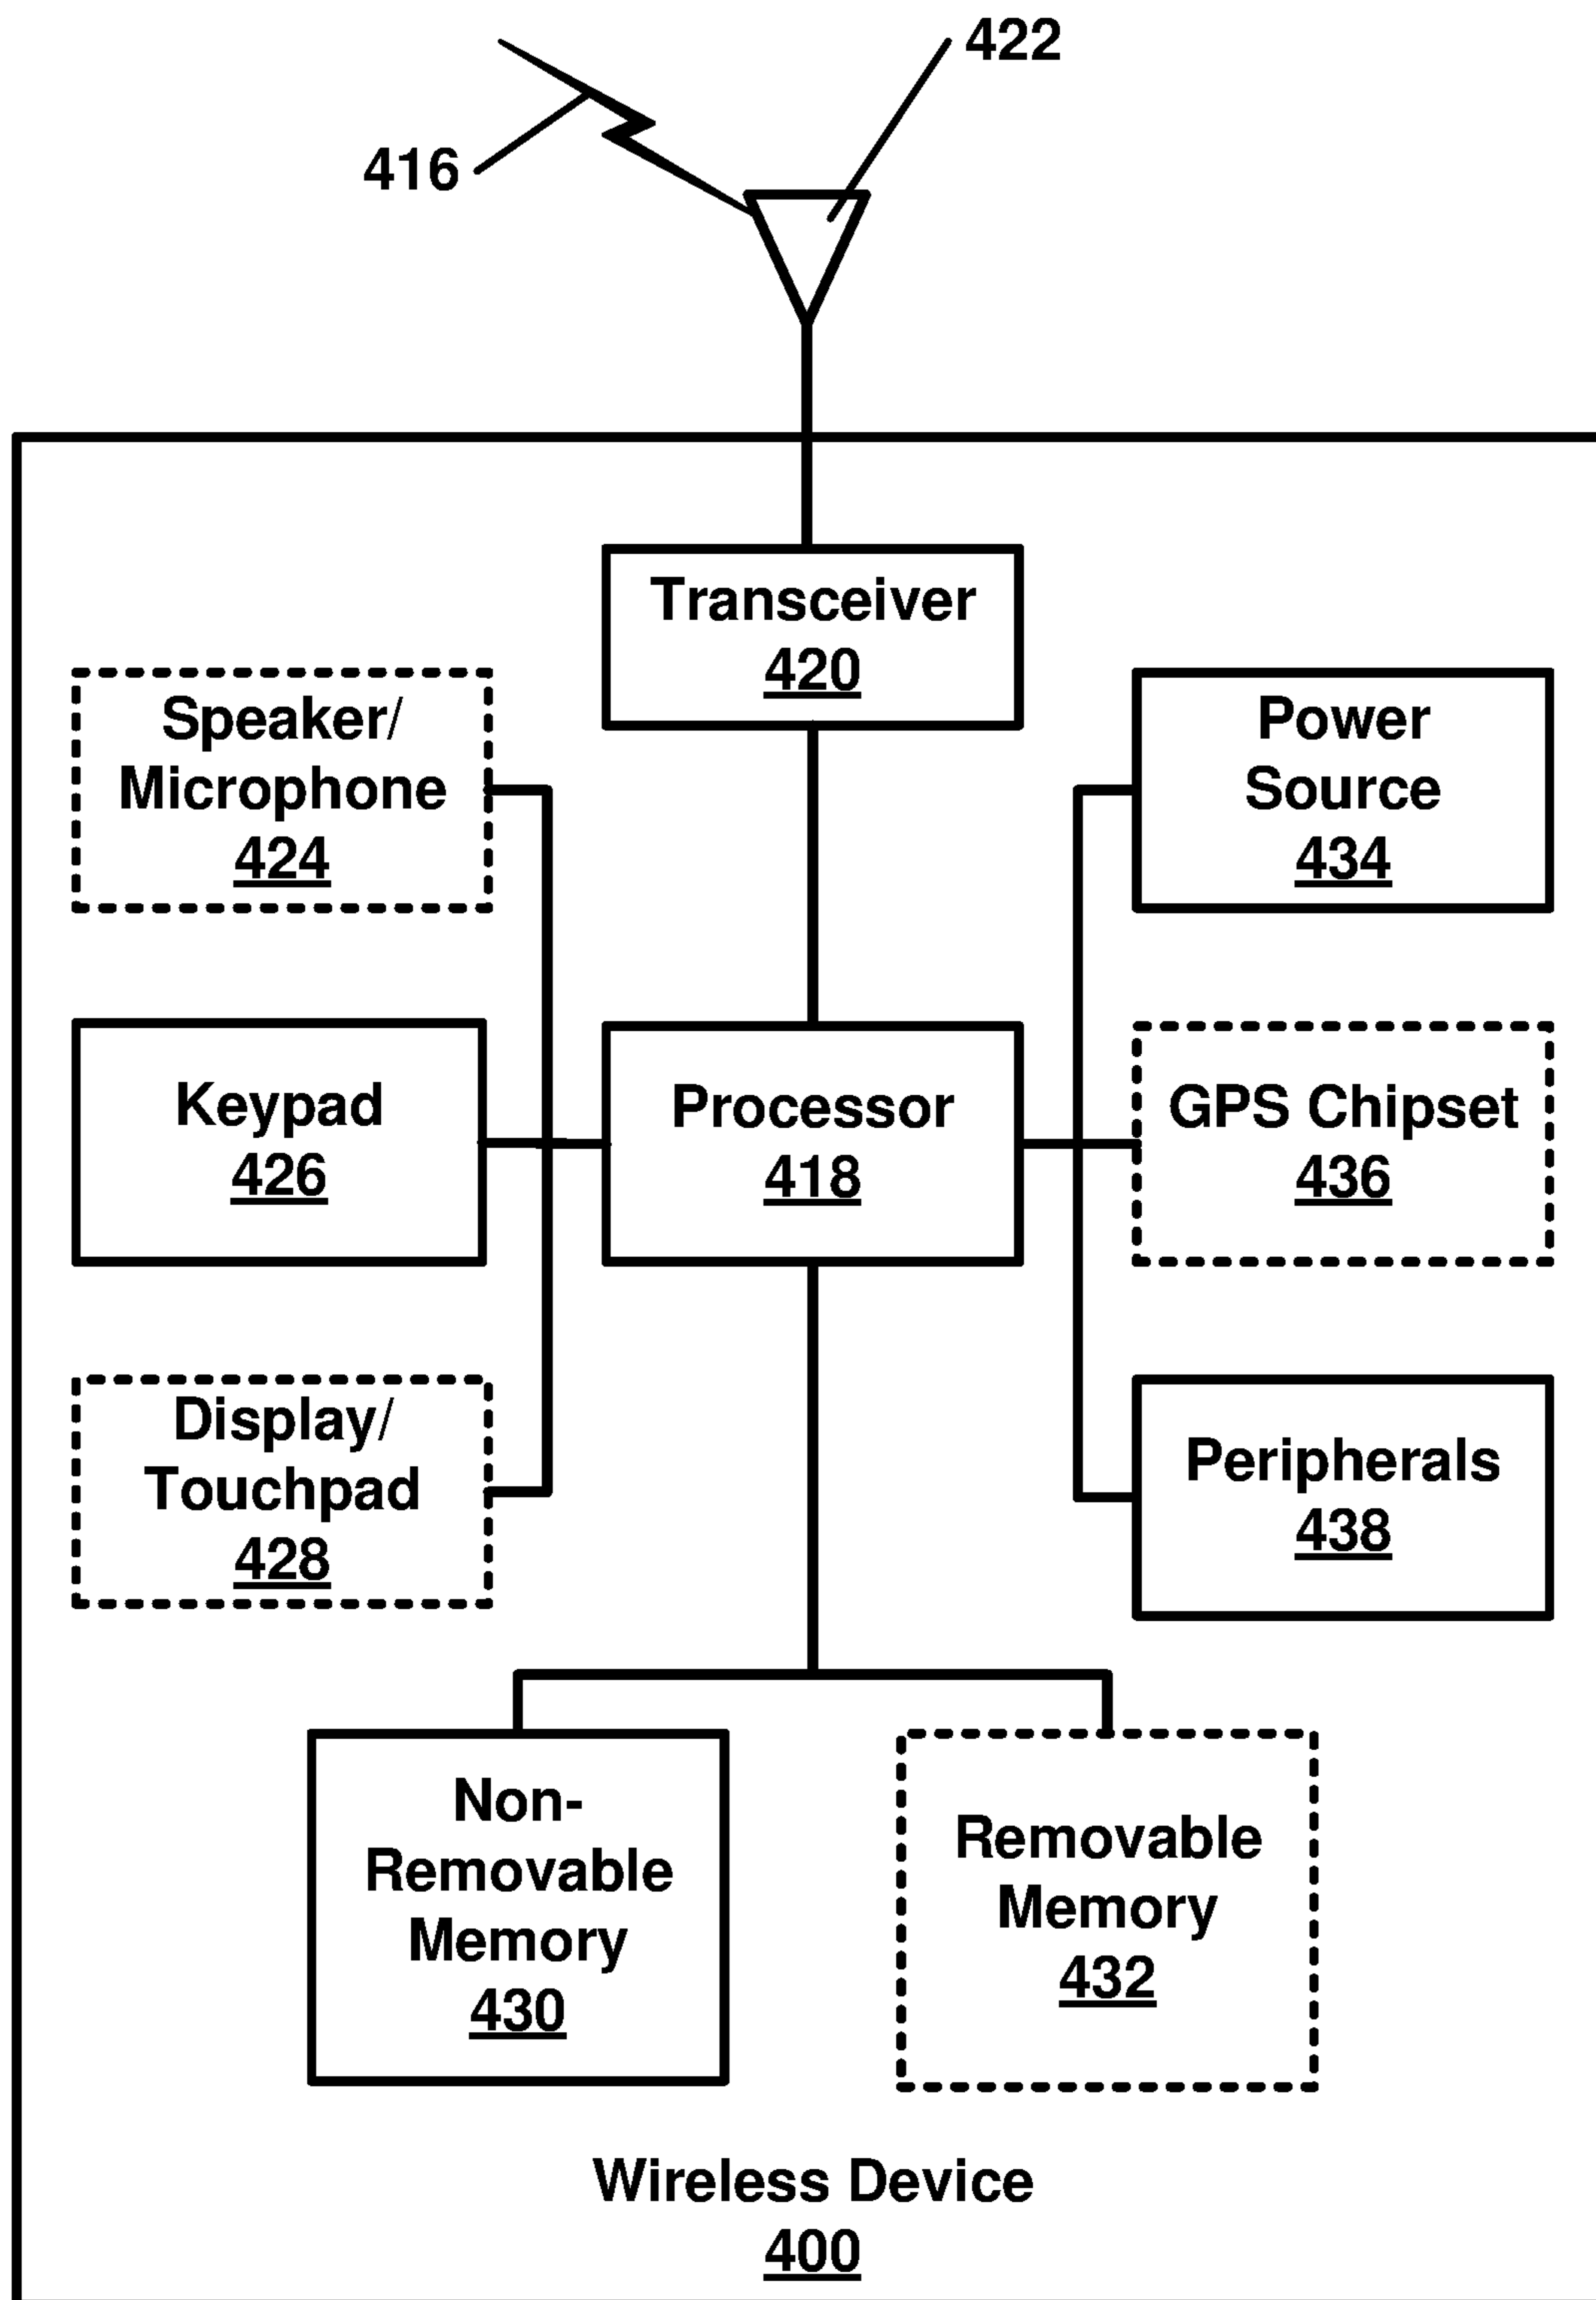 422
416
Transceiver
420
Speaker/
Microphone
424
Power
Source
434
Keypad
426
Processor
418
GPS Chipset
436
Display/
Touchpad
428
Peripherals
438
Non-
Removable
Memory
430
Removable
Memory
432
Wireless Device
400